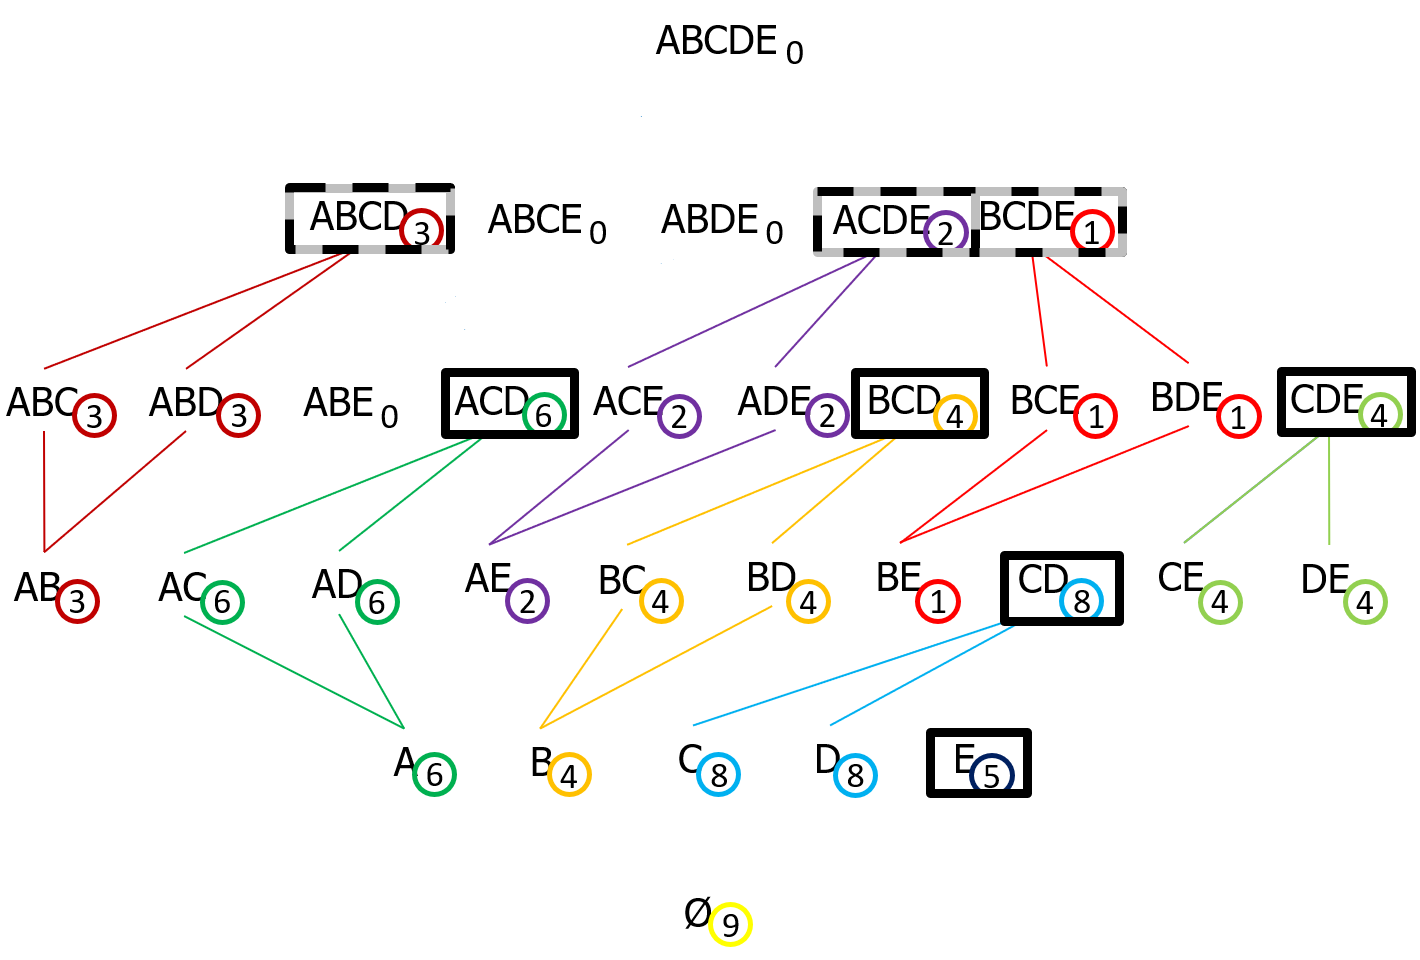 ABCDE 0
ABCD 3 ABCE 0 ABDE 0 ACDE 2 BCDE 1
ABC 3 ABD 3 ABE 0 ACD 6 ACE 2 ADE 2 BCD 4 BCE 1 BDE 1 CDE 4
AB 3 AC 6 AD 6 AE 2 BC 4 BD 4 BE 1 CD 8 CE 4 DE 4
A 6 B 4 C 8 D 8 E 5
Ø 9